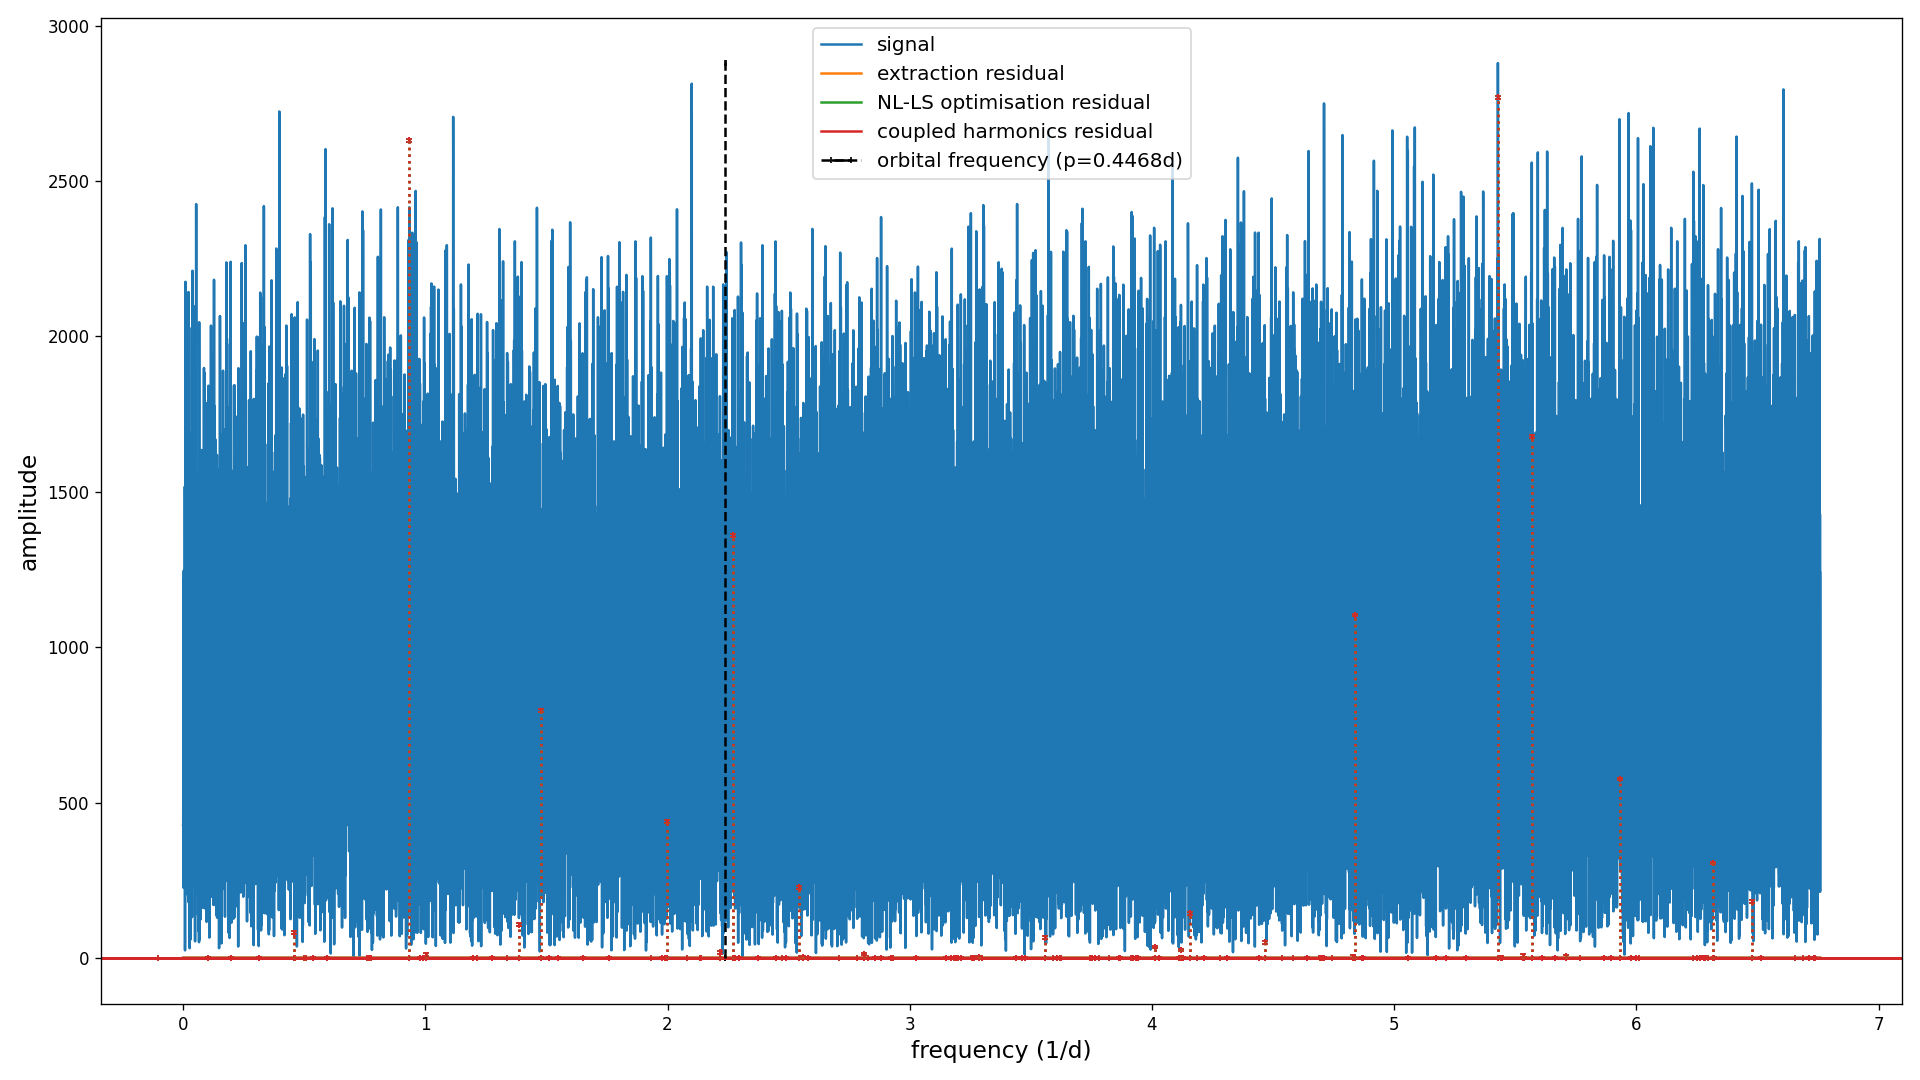 signal
extraction residual
NL-LS optimisation residual
coupled harmonics residual
orbital frequency (p=0.4468d)
3000
2500
2000
1500
1000
500
0
amplitude
0 1 2 3 4 5 6 7
frequency (1/d)